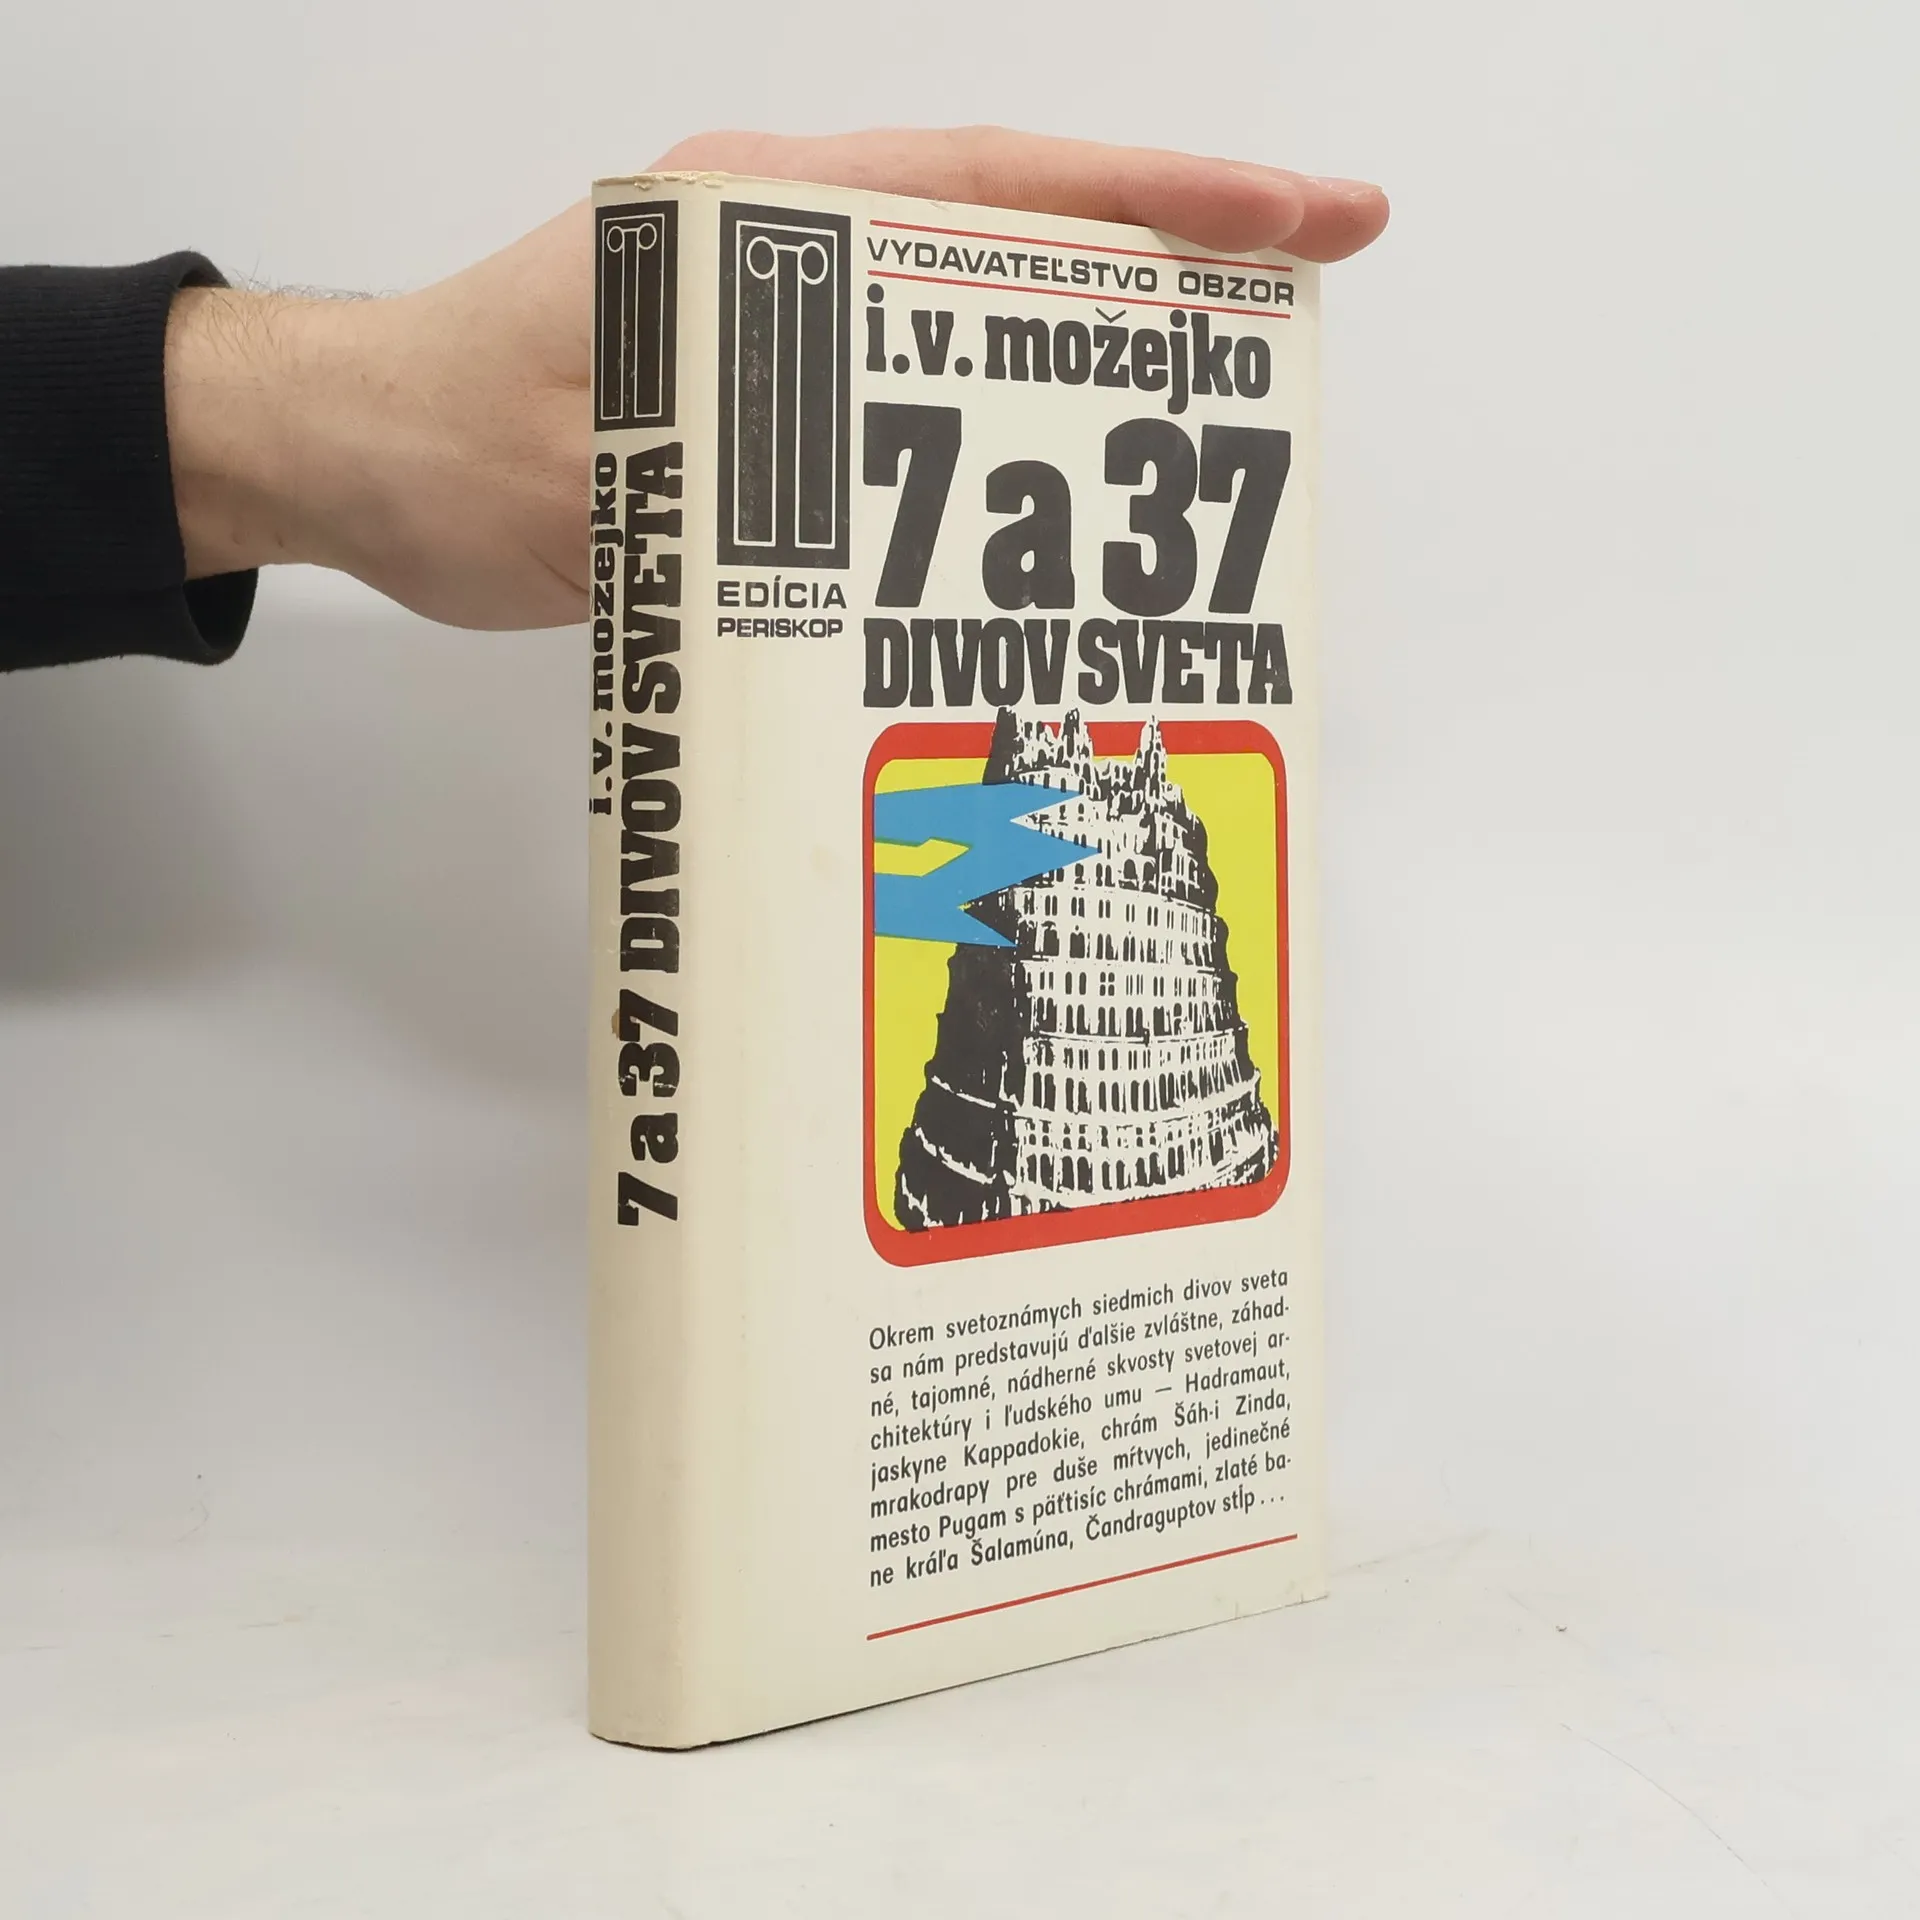 i.v. možejko
7 a 37 DIVOV SVETA
VYDAVATEĽSTVO OBZOR
i.v. možejko
7 a 37
DIVOV SVETA
EDÍCIA
PERISKOP
Okrem svetoznámych siedmich divov sveta
sa nám predstavujú ďalšie zvláštne, záhad-
né, tajomné, nádherné skvosty svetovej ar-
chitektúry i ľudského umu — Hadramaut,
jaskyne Kappadokie, chrám Šáh-i Zinda,
mrakodrapy pre duše mŕtvych, jedinečné
mesto Pugam s päťtisíc chrámami, zlaté ba-
ne kráľa Šalamúna, Čandraguptov stĺp...